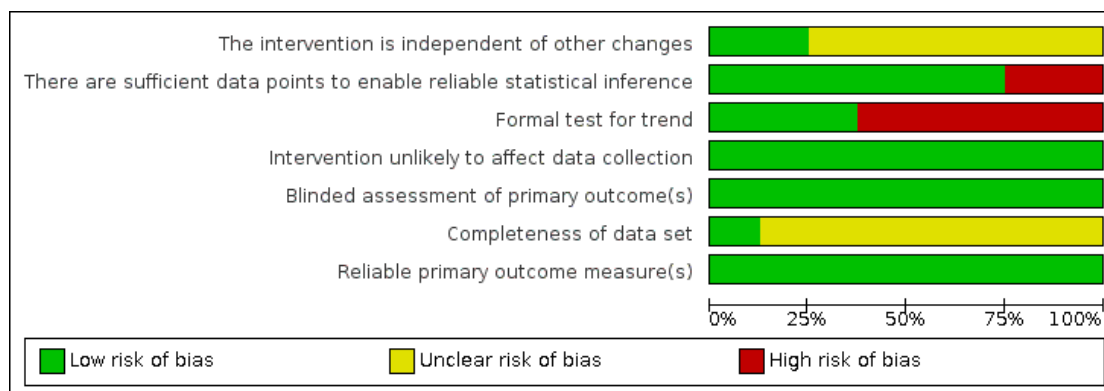 The intervention is independent of other changes
There are sufficient data points to enable reliable statistical inference
Formal test for trend
Intervention unlikely to affect data collection
Blinded assessment of primary outcome(s)
Completeness of data set
Reliable primary outcome measure(s)
0% 25% 50% 75% 100%
Low risk of bias Unclear risk of bias High risk of bias